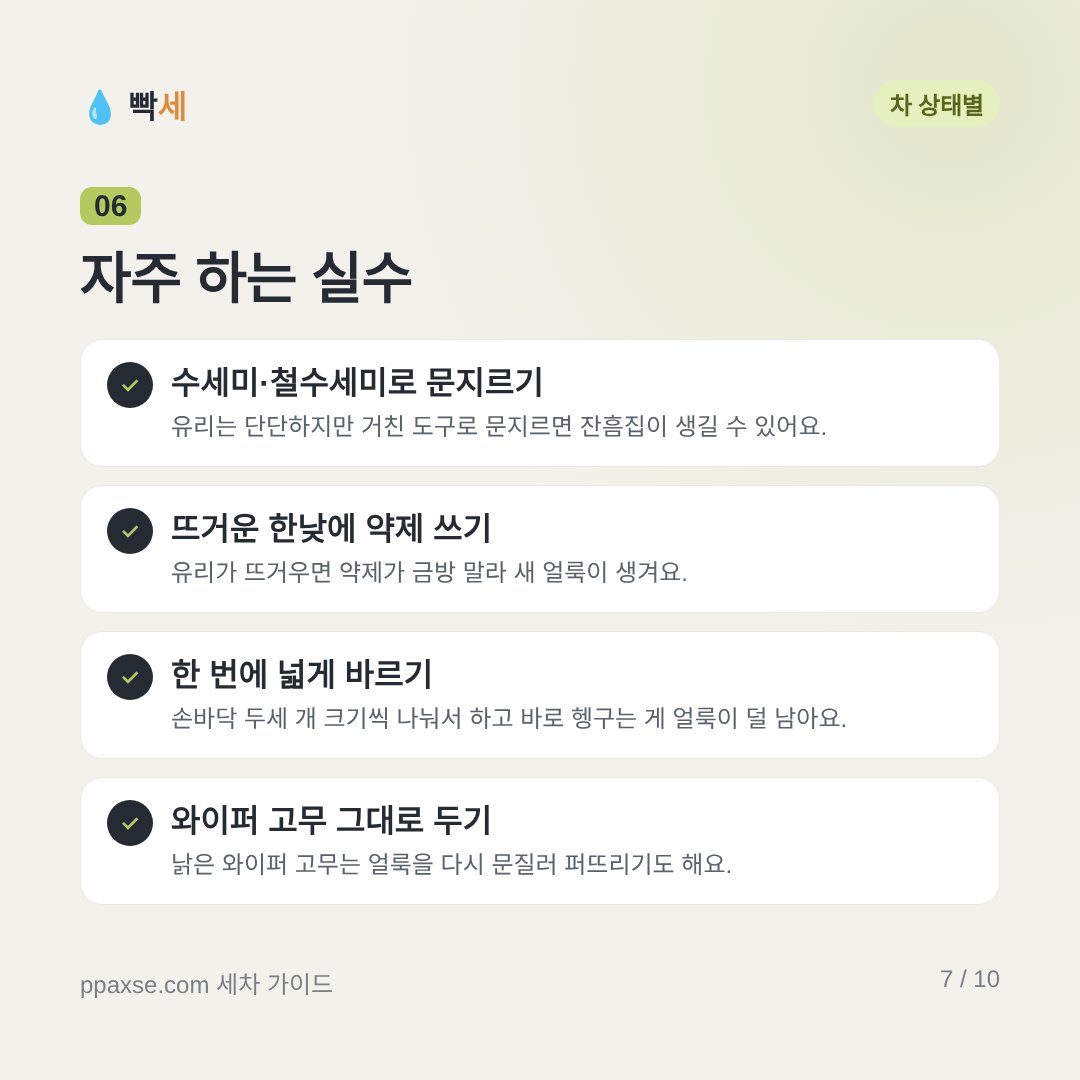 빡세
차 상태별
06
자주 하는 실수
수세미·철수세미로 문지르기
유리는 단단하지만 거친 도구로 문지르면 잔흠집이 생길 수 있어요.
뜨거운 한낮에 약제 쓰기
유리가 뜨거우면 약제가 금방 말라 새 얼룩이 생겨요.
한 번에 넓게 바르기
손바닥 두세 개 크기씩 나눠서 하고 바로 헹구는 게 얼룩이 덜 남아요.
와이퍼 고무 그대로 두기
낡은 와이퍼 고무는 얼룩을 다시 문질러 퍼뜨리기도 해요.
ppaxse.com 세차 가이드
7 / 10